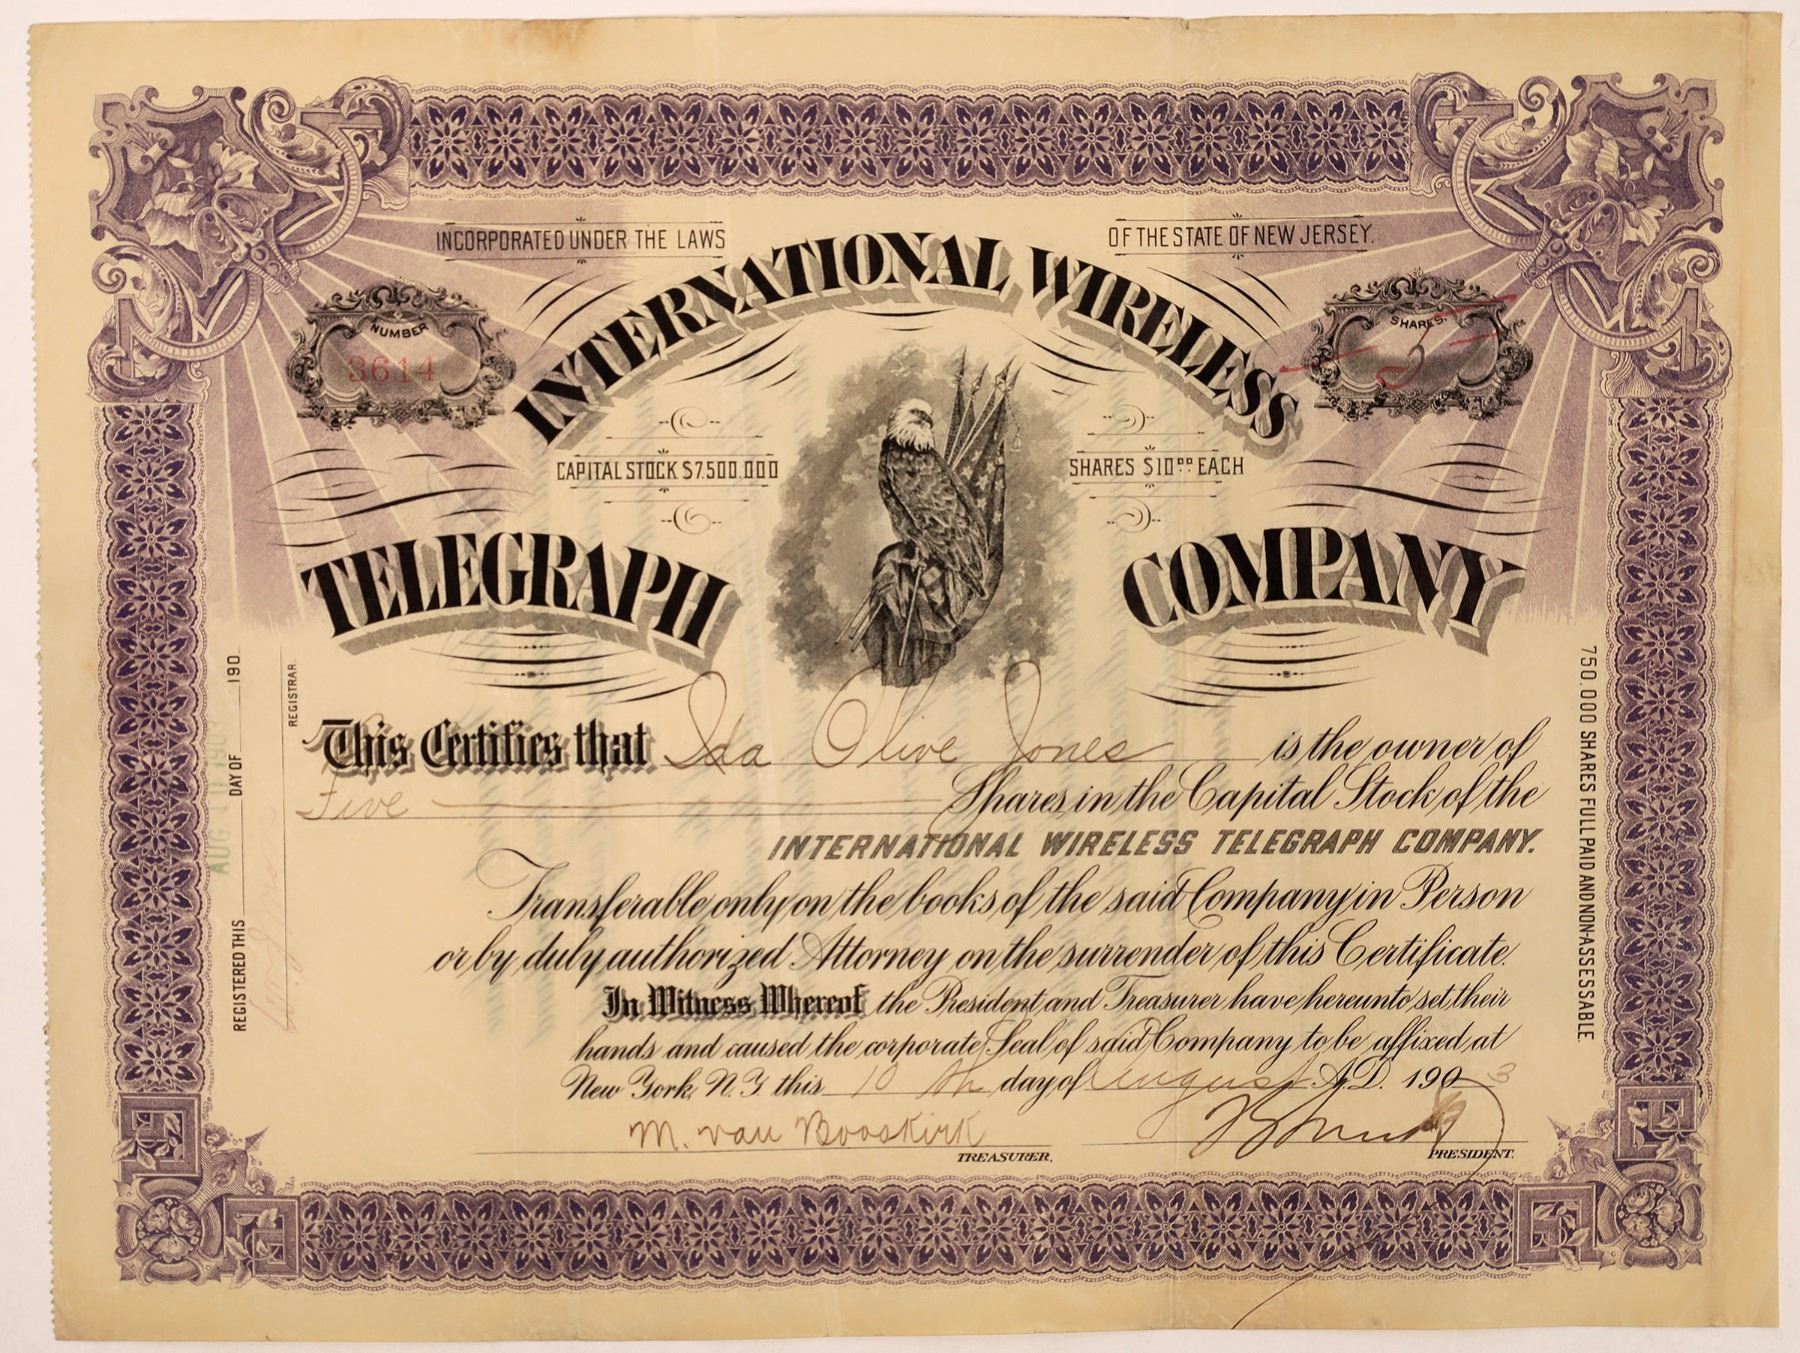 INCORPORATED UNDER THE LAWS OF THE STATE OF NEW JERSEY.
NUMBER
3614
SHARES.
5
INTERNATIONAL WIRELESS
CAPITAL STOCK $7.500.000
SHARES $10.00 EACH
TELEGRAPH COMPANY
This Certifies that Ida Olive Jones is the owner of
Five Shares in the Capital Stock of the
INTERNATIONAL WIRELESS TELEGRAPH COMPANY.
Transferable only on the books of the said Company in Person
or by duly authorized Attorney on the surrender of this Certificate.
In Witness Whereof the President and Treasurer have hereunto set their
hands and caused the corporate Seal of said Company to be affixed at
New York, N.Y. this 10 th day of August A.D. 1903
M. van Booskirk
TREASURER.
PRESIDENT.
REGISTERED THIS DAY OF 190
AUG 10
REGISTRAR.
750.000 SHARES FULL PAID AND NON-ASSESSABLE